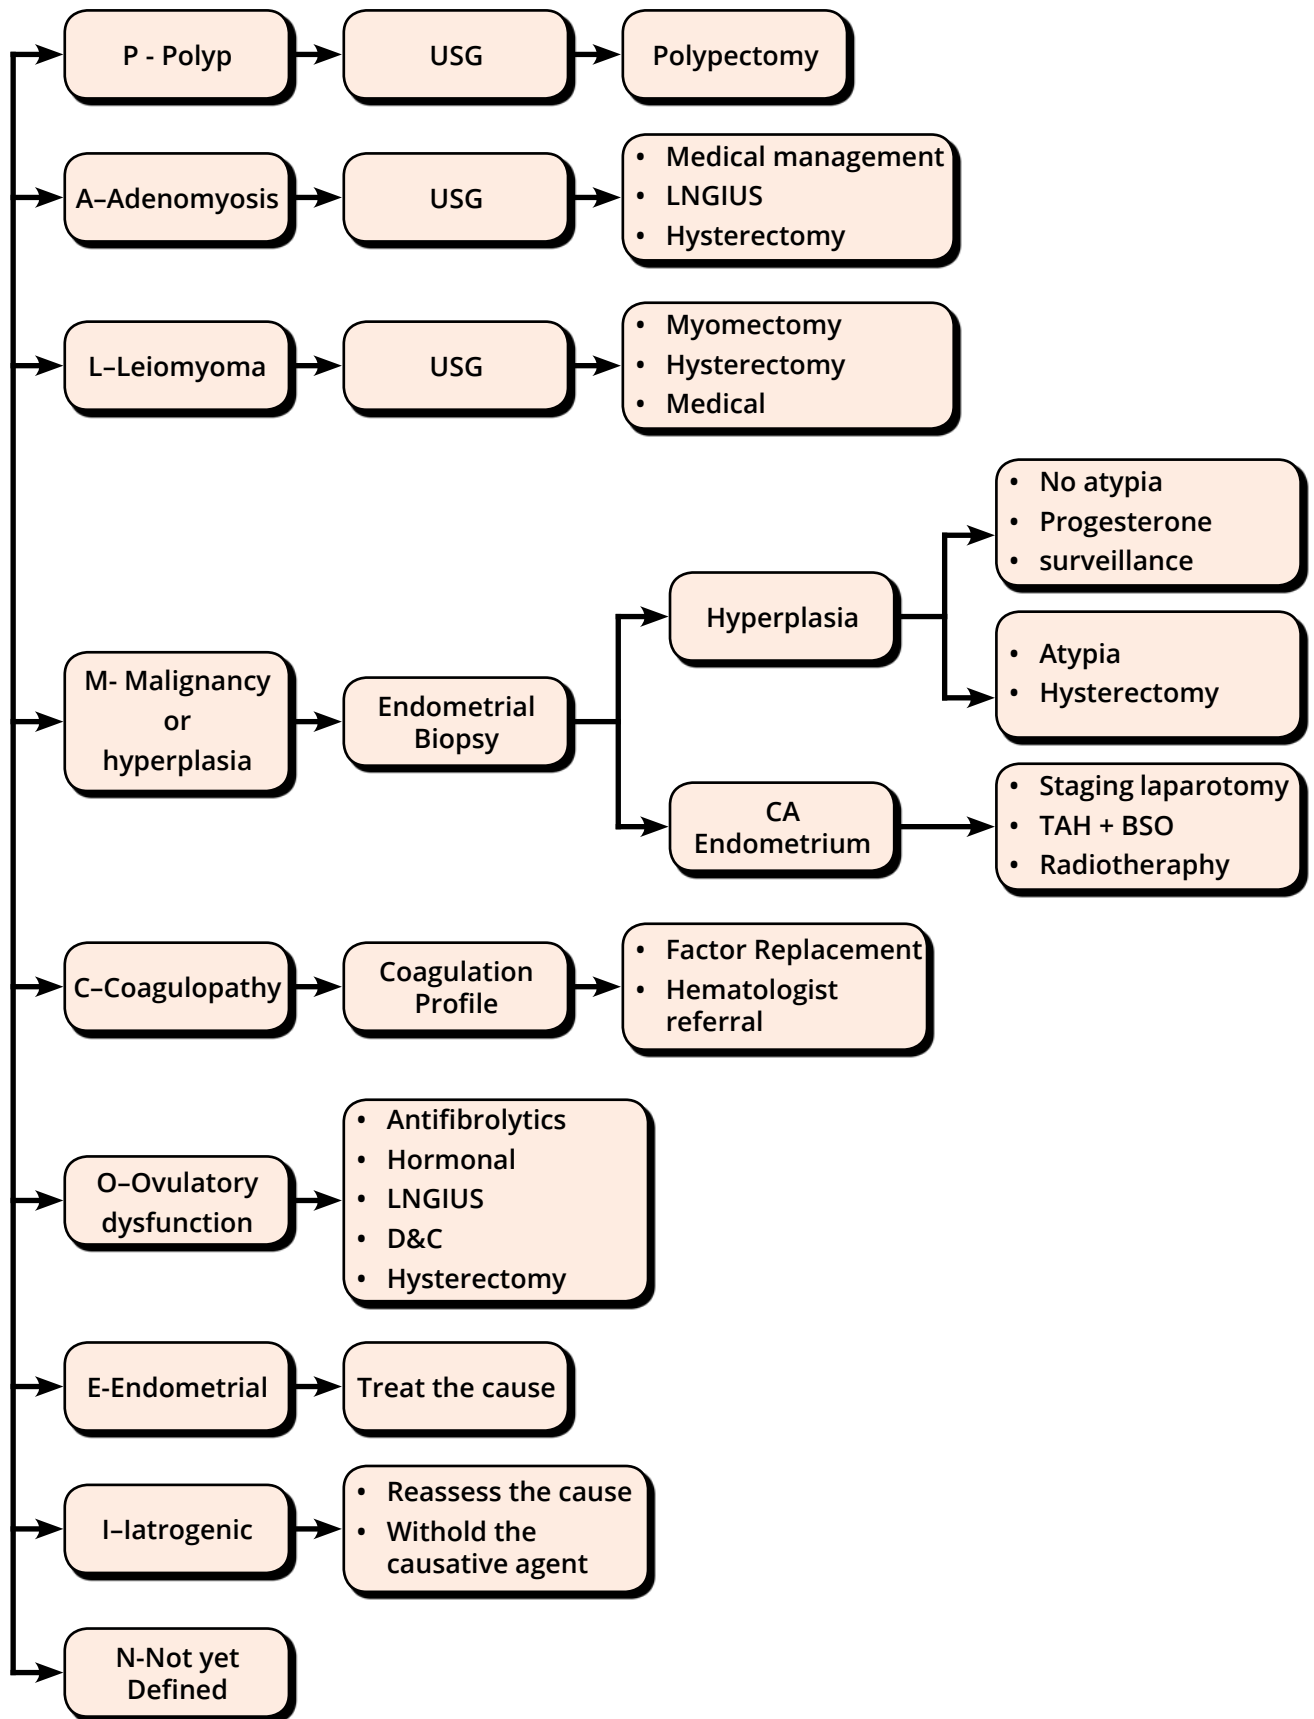 P - Polyp
USG
Polypectomy
A–Adenomyosis
USG
• Medical management
• LNGIUS
• Hysterectomy
L–Leiomyoma
USG
• Myomectomy
• Hysterectomy
• Medical
M- Malignancy
or
hyperplasia
Endometrial
Biopsy
Hyperplasia
• No atypia
• Progesterone
• surveillance
• Atypia
• Hysterectomy
CA
Endometrium
• Staging laparotomy
• TAH + BSO
• Radiotheraphy
C–Coagulopathy
Coagulation
Profile
• Factor Replacement
• Hematologist
referral
O–Ovulatory
dysfunction
• Antifibrolytics
• Hormonal
• LNGIUS
• D&C
• Hysterectomy
E-Endometrial
Treat the cause
I–Iatrogenic
• Reassess the cause
• Withold the
causative agent
N-Not yet
Defined